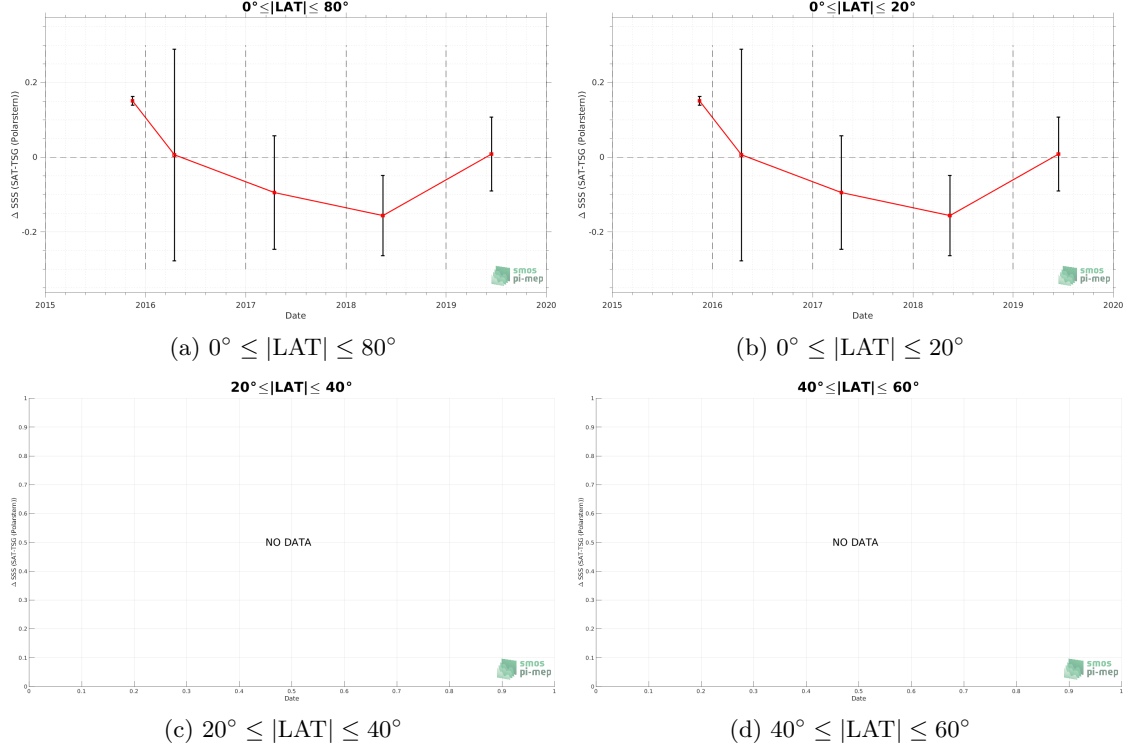 0°≤|LAT|≤ 80°
Δ SSS (SAT-TSG (Polarstern))
0.2
0
-0.2
2015 2016 2017 2018 2019 2020
Date
smos
pi-mep
(a) 0° ≤ |LAT| ≤ 80°
0°≤|LAT|≤ 20°
Δ SSS (SAT-TSG (Polarstern))
0.2
0
-0.2
2015 2016 2017 2018 2019 2020
Date
smos
pi-mep
(b) 0° ≤ |LAT| ≤ 20°
20°≤|LAT|≤ 40°
Δ SSS (SAT-TSG (Polarstern))
1
0.9
0.8
0.7
0.6
0.5
0.4
0.3
0.2
0.1
0
NO DATA
0 0.1 0.2 0.3 0.4 0.5 0.6 0.7 0.8 0.9 1
Date
smos
pi-mep
(c) 20° ≤ |LAT| ≤ 40°
40°≤|LAT|≤ 60°
Δ SSS (SAT-TSG (Polarstern))
1
0.9
0.8
0.7
0.6
0.5
0.4
0.3
0.2
0.1
0
NO DATA
0 0.1 0.2 0.3 0.4 0.5 0.6 0.7 0.8 0.9 1
Date
smos
pi-mep
(d) 40° ≤ |LAT| ≤ 60°